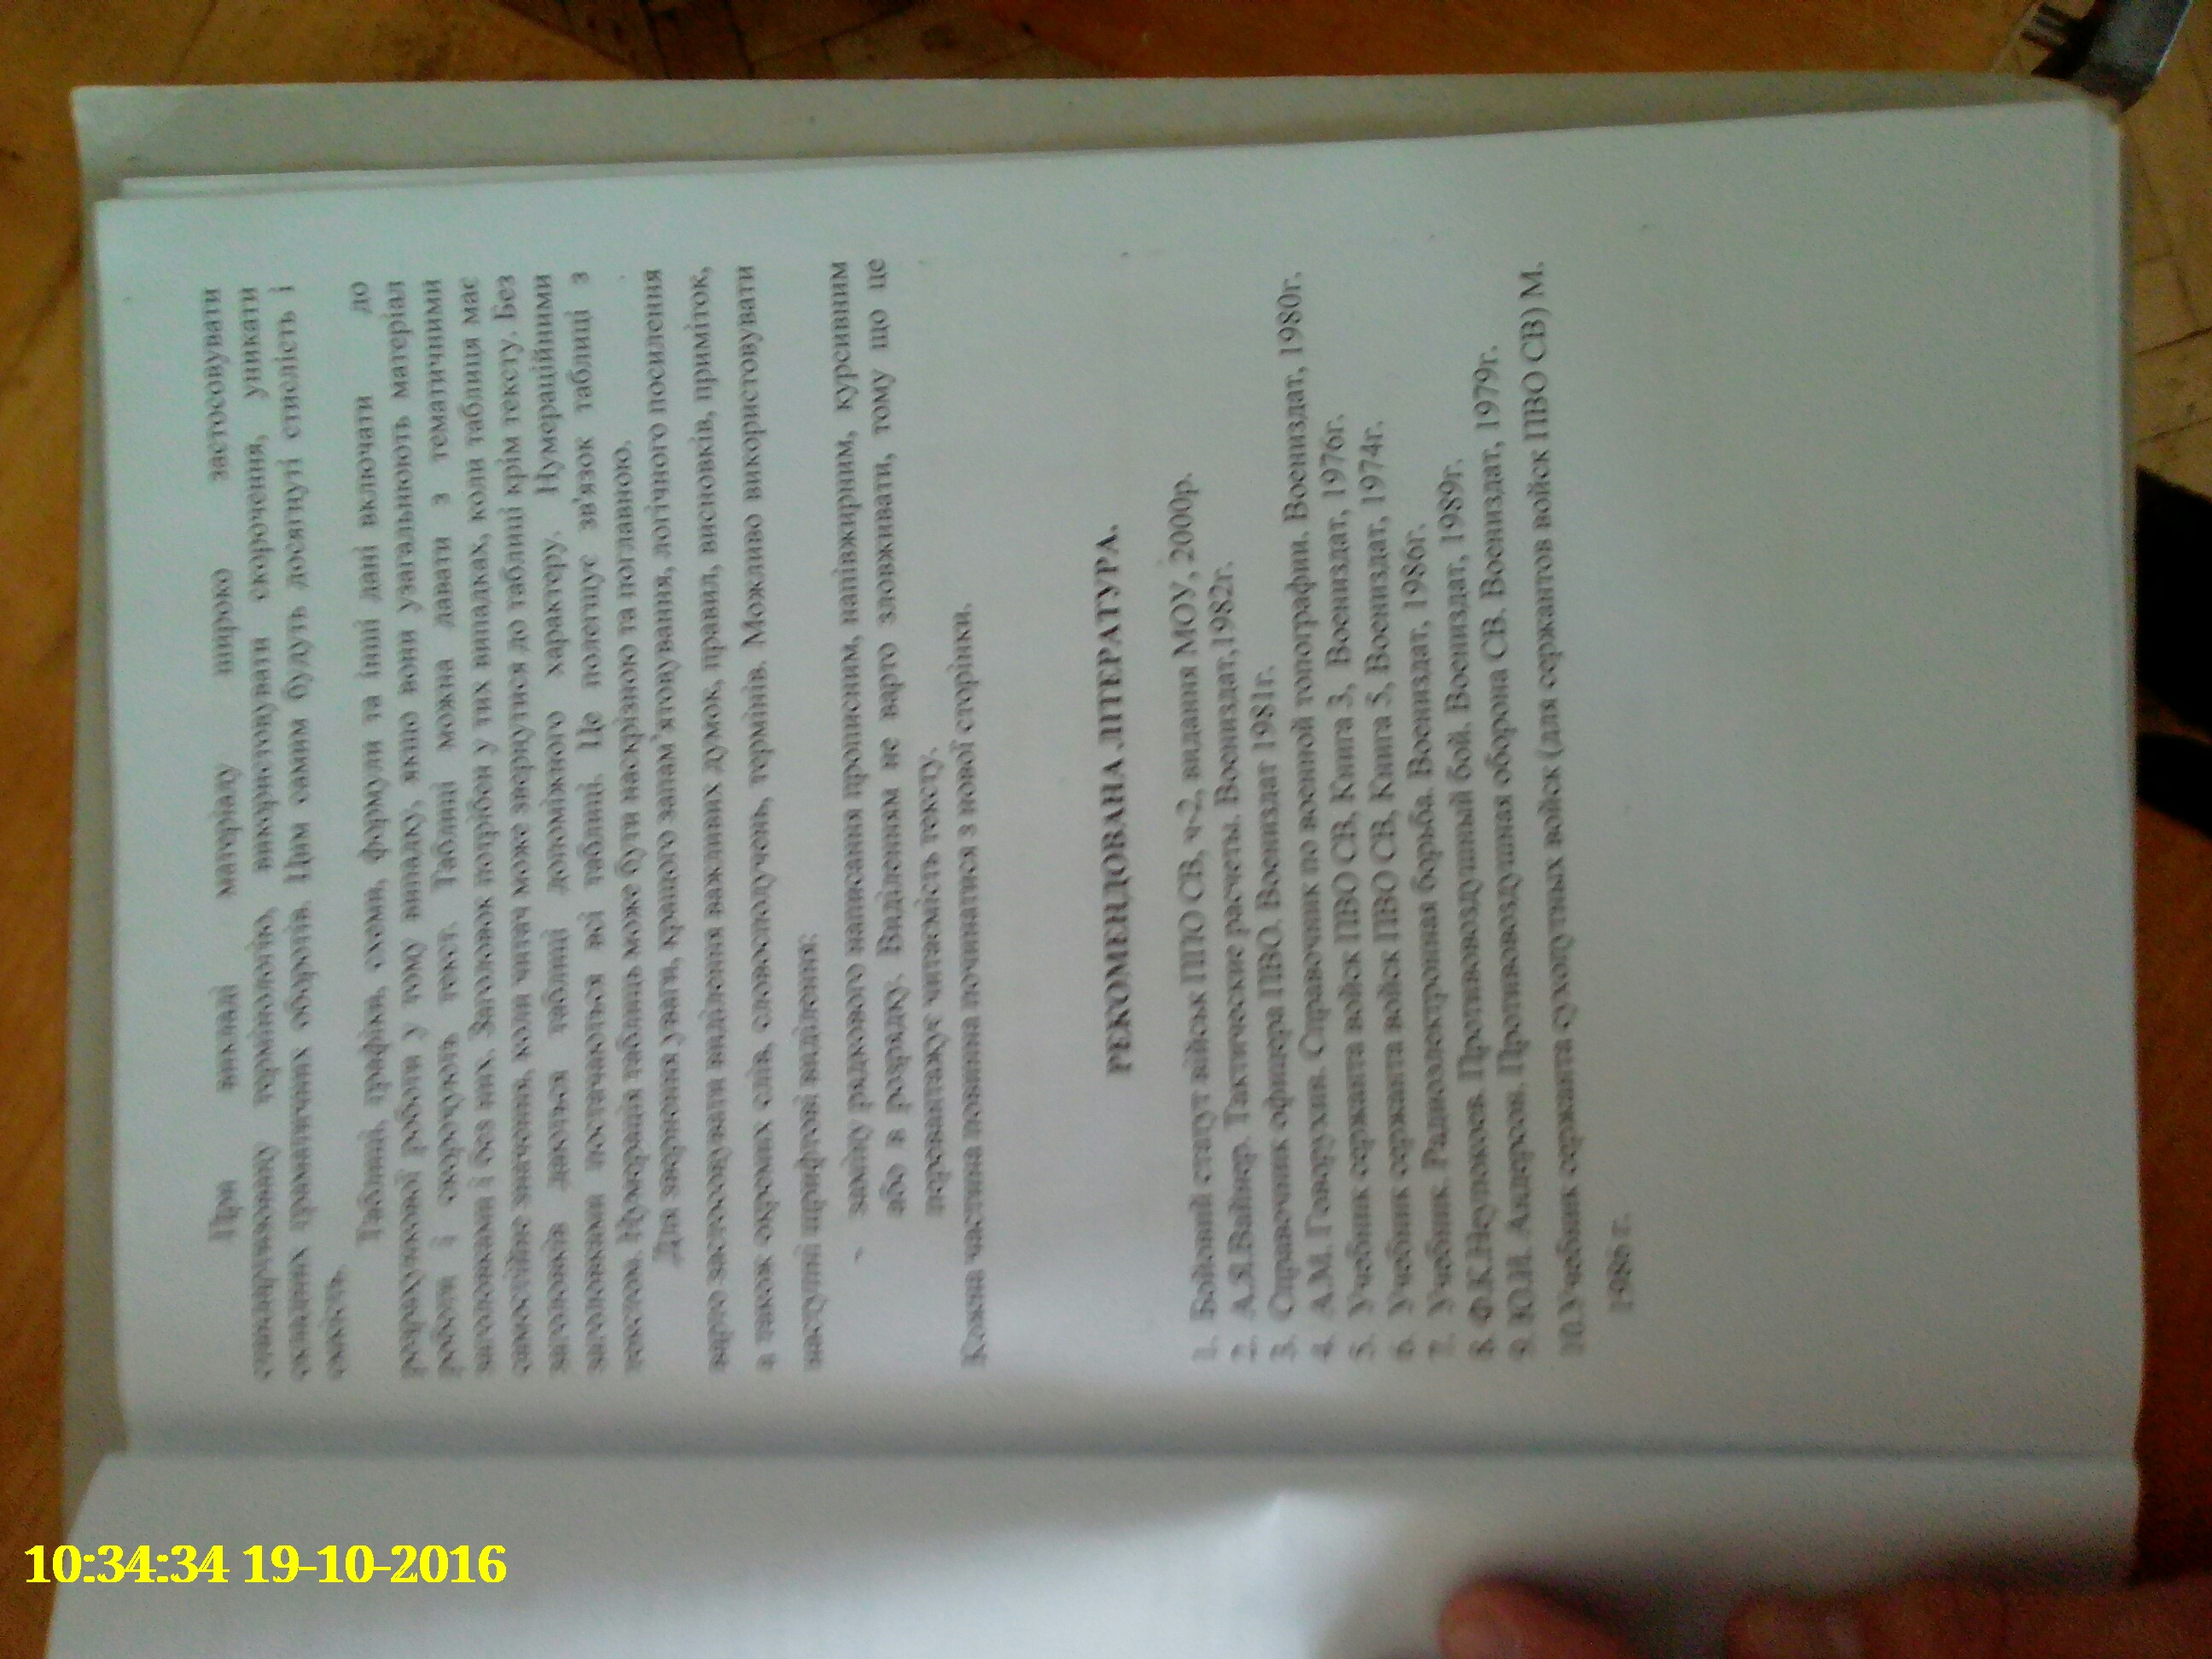 10:34:34 19-10-2016
При викладі матеріалу широко застосовувати
стандартизовану термінологію, використовувати скорочення, уникати
складних граматичних оборотів. Цим самим будуть досягнуті стислість і
ємкість.
Таблиці, графіки, схеми, формули та інші дані включати до
розрахункової роботи у тому випадку, якщо вони узагальнюють матеріал
роботи і скорочують текст. Таблиці можна давати з тематичними
заголовками і без них. Заголовок потрібен у тих випадках, коли таблиця має
самостійне значення, коли читач може звернутися до таблиці крім тексту. Без
заголовків даються таблиці допоміжного характеру. Нумераційними
заголовками постачаються всі таблиці. Це полегшує зв'язок таблиці з
текстом. Нумерація таблиць може бути наскрізною та поглавною.
Для звернення уваги, кращого запам’ятовування, логічного посилення
варто застосовувати виділення важливих думок, правил, висновків, приміток,
а також окремих слів, словосполучень, термінів. Можливо використовувати
наступні шрифтові виділення:
- заміну рядкового написання прописним, напівжирним, курсивним
або в розрядку. Виділенням не варто зловживати, тому що це
перевантажує читаємість тексту.
Кожна частина повинна починатися з нової сторінки.
РЕКОМЕНДОВАНА ЛІТЕРАТУРА.
1. Бойовий статут військ ППО СВ, ч-2, видання МОУ, 2000р.
2. А.Я.Вайнер. Тактические расчеты. Воениздат,1982г.
3. Справочник офицера ПВО. Воениздат 1981г.
4. А.М. Говорухин. Справочник по военной топографии. Воениздат, 1980г.
5. Учебник сержанта войск ПВО СВ, Книга 3, Воениздат, 1976г.
6. Учебник сержанта войск ПВО СВ, Книга 5, Воениздат, 1974г.
7. Учебник. Радиоэлектронная борьба. Воениздат, 1986г.
8. Ф.К.Неупокоев. Противовоздушный бой. Воениздат, 1989г.
9. Ю.И. Андерсен. Противовоздушная оборона СВ. Воениздат, 1979г.
10.Учебник сержанта сухопутных войск (для сержантов войск ПВО СВ) М.
1986 г.